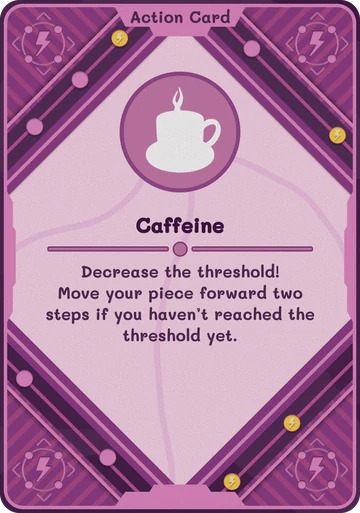 Action Card
Caffeine
Decrease the threshold!
Move your piece forward two
steps if you haven't reached the
threshold yet.